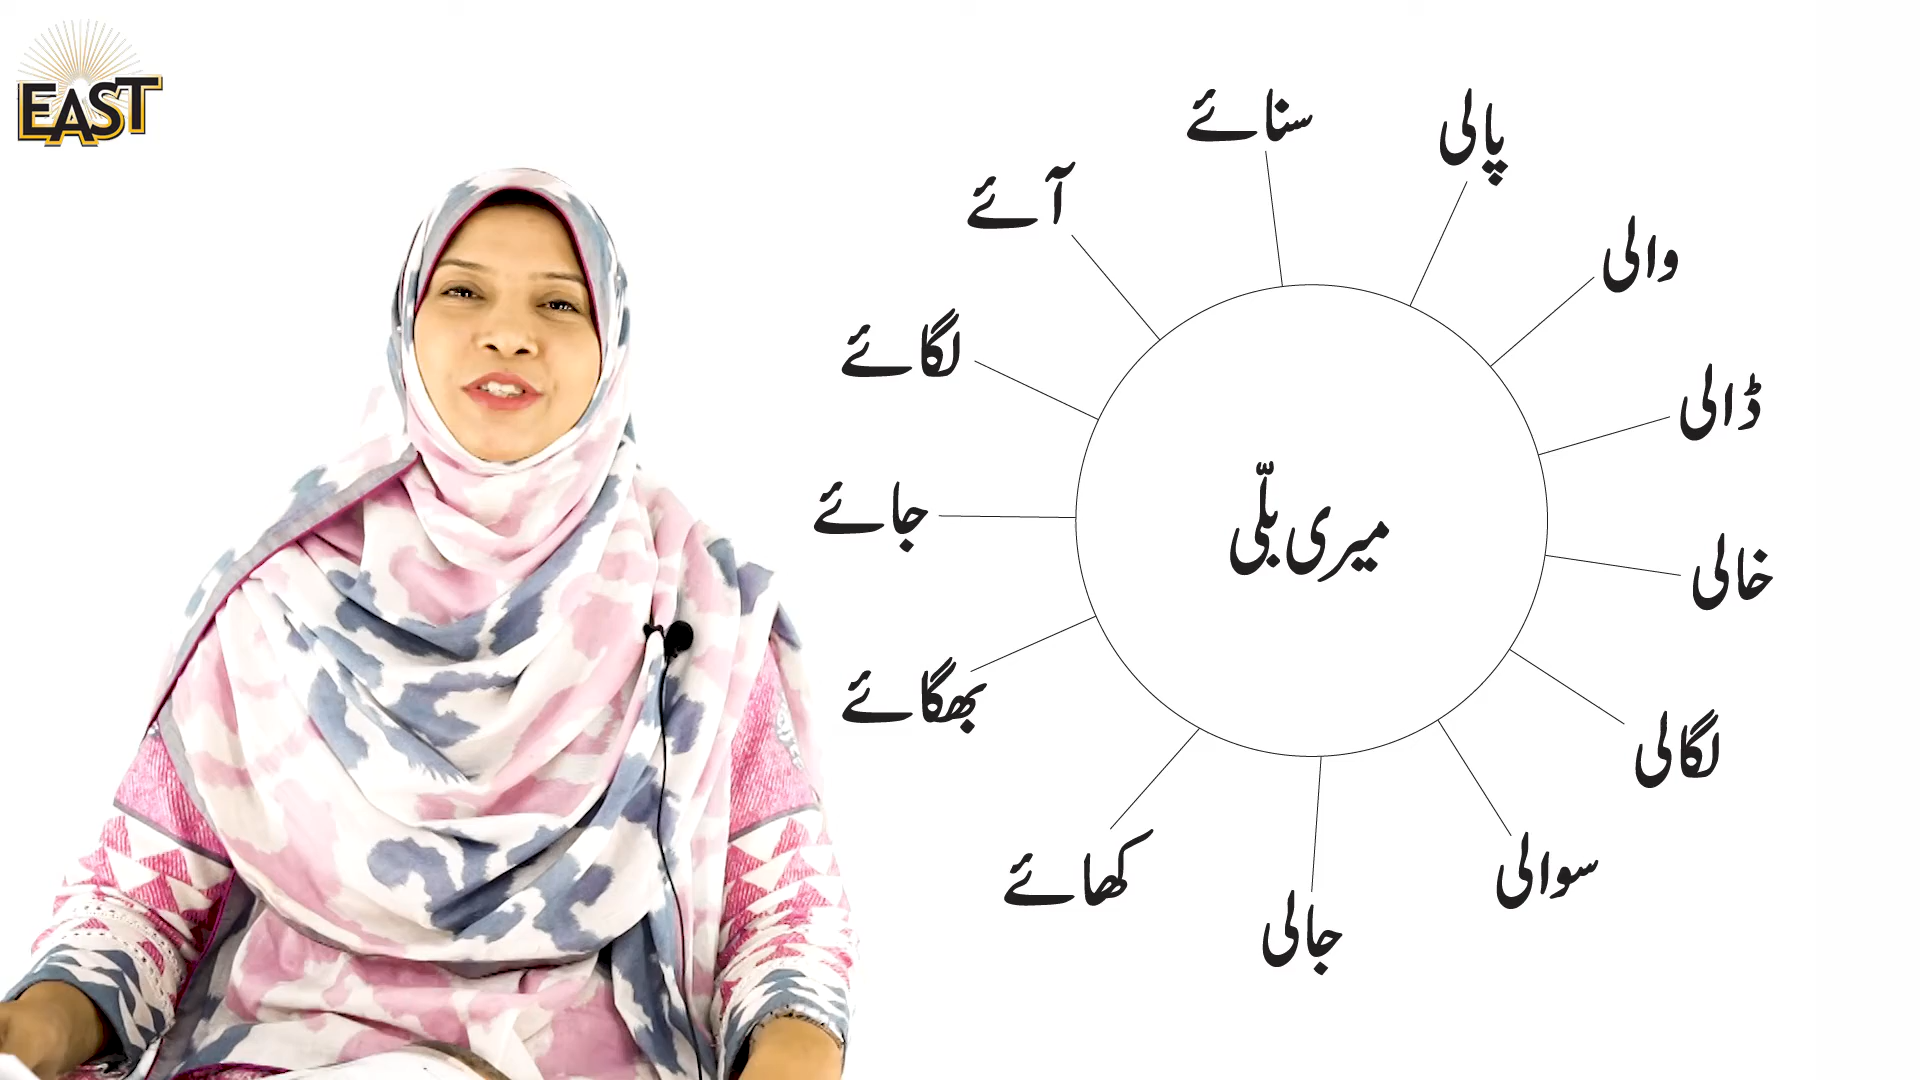 EAST
پالی
سنائے
والی
آئے
ڈالی
لگائے
میری بلّی
جائے
خالی
بھگائے
لگالی
سوالی
کھائے
جالی